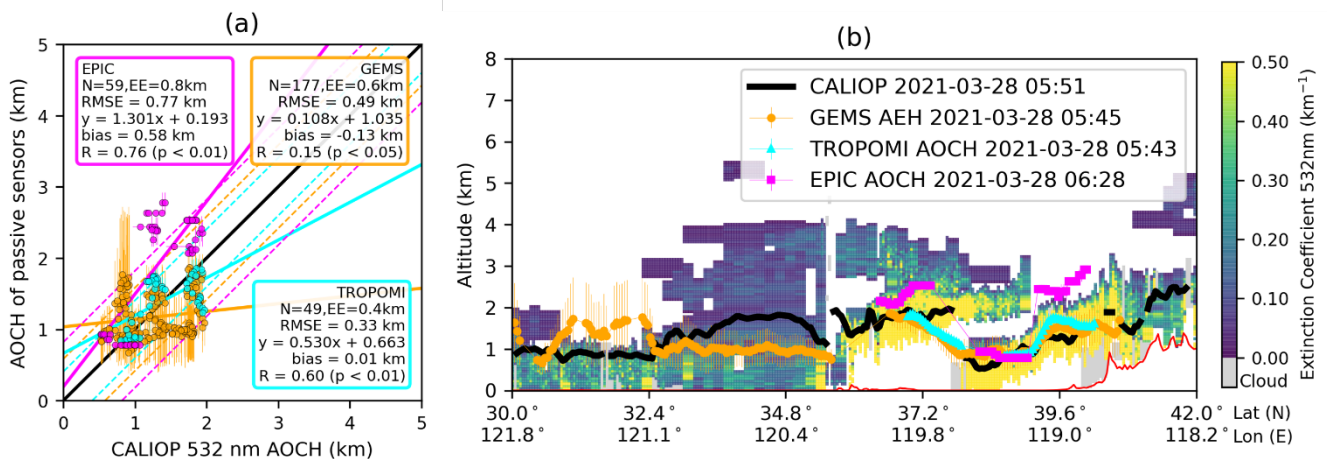 (a)
AOCH of passive sensors (km)
5
4
3
2
1
0
EPIC
N=59,EE=0.8km
RMSE = 0.77 km
y = 1.301x + 0.193
bias = 0.58 km
R = 0.76 (p < 0.01)
GEMS
N=177,EE=0.6km
RMSE = 0.49 km
y = 0.108x + 1.035
bias = -0.13 km
R = 0.15 (p < 0.05)
TROPOMI
N=49,EE=0.4km
RMSE = 0.33 km
y = 0.530x + 0.663
bias = 0.01 km
R = 0.60 (p < 0.01)
0 1 2 3 4 5
CALIOP 532 nm AOCH (km)
(b)
Altitude (km)
8
7
6
5
4
3
2
1
0
CALIOP 2021-03-28 05:51
GEMS AEH 2021-03-28 05:45
TROPOMI AOCH 2021-03-28 05:43
EPIC AOCH 2021-03-28 06:28
30.0° 32.4° 34.8° 37.2° 39.6° 42.0° Lat (N)
121.8° 121.1° 120.4° 119.8° 119.0° 118.2° Lon (E)
0.50
0.40
0.30
0.20
0.10
0.00
Cloud
Extinction Coefficient 532nm (km⁻¹)